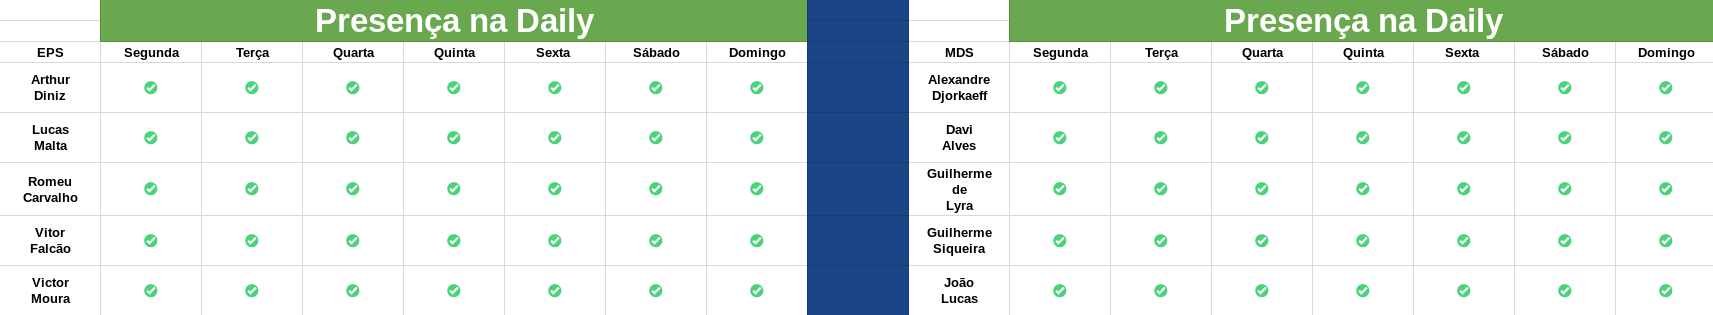 Presença na Daily
EPS Segunda Terça Quarta Quinta Sexta Sábado Domingo
Arthur
Diniz
Lucas
Malta
Romeu
Carvalho
Vitor
Falcão
Victor
Moura
Presença na Daily
MDS Segunda Terça Quarta Quinta Sexta Sábado Domingo
Alexandre
Djorkaeff
Davi
Alves
Guilherme
de
Lyra
Guilherme
Siqueira
João
Lucas